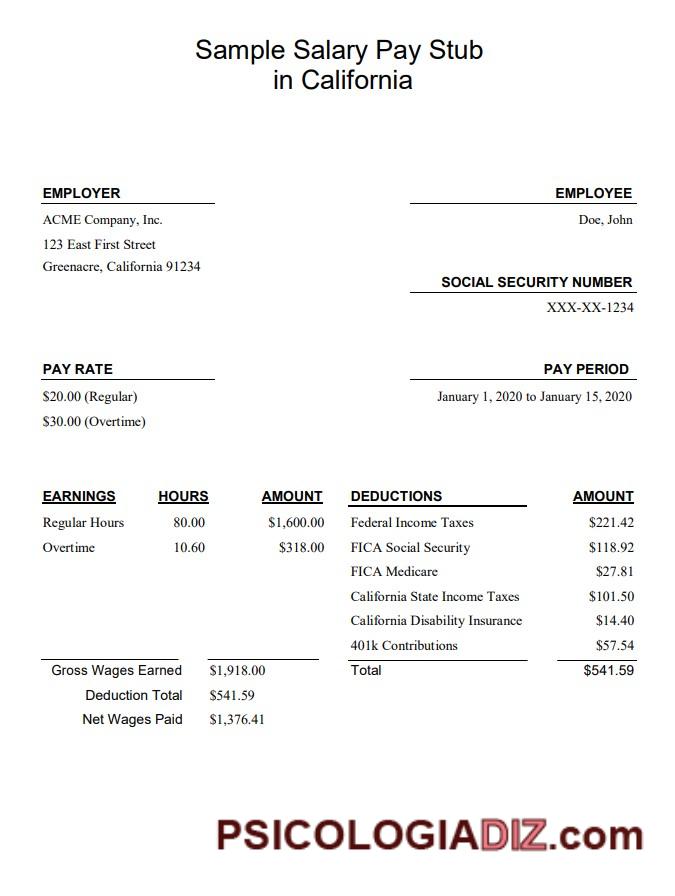 Sample Salary Pay Stub
in California
EMPLOYER
ACME Company, Inc.
123 East First Street
Greenacre, California 91234
EMPLOYEE
Doe, John
SOCIAL SECURITY NUMBER
XXX-XX-1234
PAY RATE
$20.00 (Regular)
$30.00 (Overtime)
PAY PERIOD
January 1, 2020 to January 15, 2020
EARNINGS HOURS AMOUNT
Regular Hours 80.00 $1,600.00
Overtime 10.60 $318.00
Gross Wages Earned $1,918.00
Deduction Total $541.59
Net Wages Paid $1,376.41
DEDUCTIONS AMOUNT
Federal Income Taxes $221.42
FICA Social Security $118.92
FICA Medicare $27.81
California State Income Taxes $101.50
California Disability Insurance $14.40
401k Contributions $57.54
Total $541.59
PSICOLOGIADIZ.com